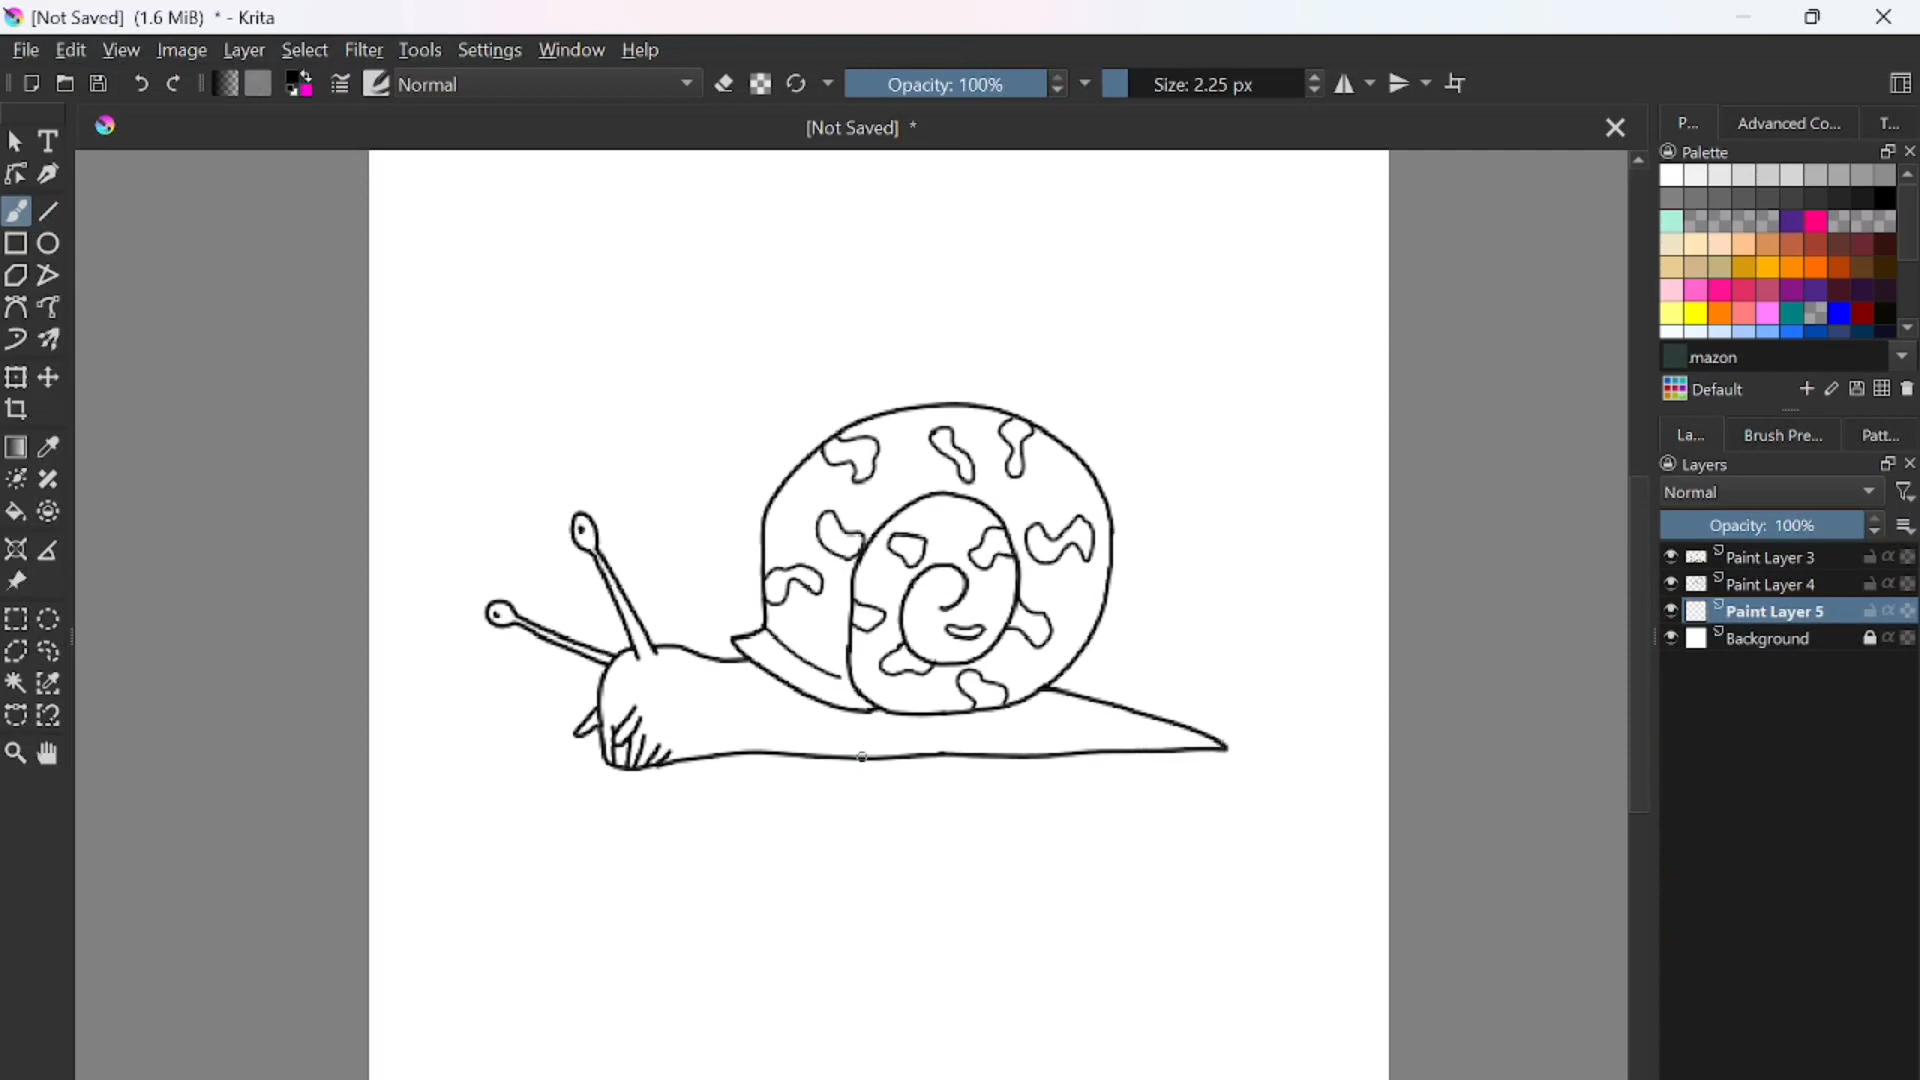 [Not Saved] (1.6 MiB) * - Krita
File Edit View Image Layer Select Filter Tools Settings Window Help
Normal Opacity: 100% Size: 2.25 px
[Not Saved] *
P... Advanced Co... T...
Palette
mazon
Default
La... Brush Pre... Patt...
Layers
Normal
Opacity: 100%
Paint Layer 3
Paint Layer 4
Paint Layer 5
Background